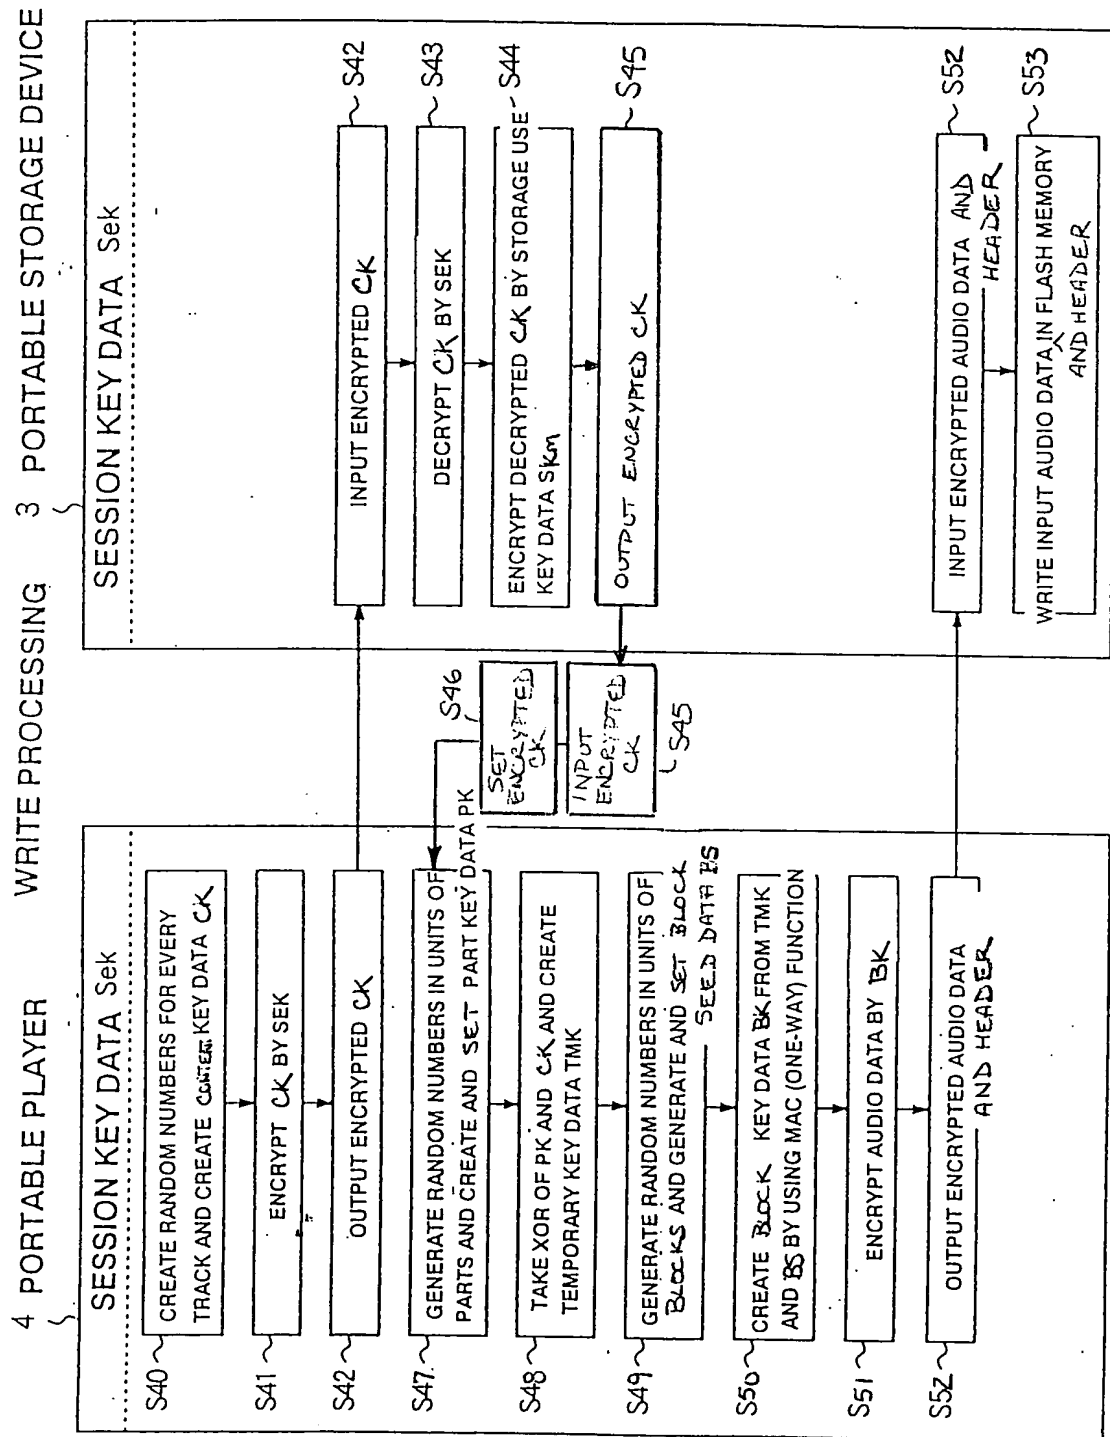 WRITE PROCESSING
4 PORTABLE PLAYER
SESSION KEY DATA Sek
S40
CREATE RANDOM NUMBERS FOR EVERY
TRACK AND CREATE CONTENT KEY DATA CK
S41
ENCRYPT CK BY SEK
S42
OUTPUT ENCRYPTED CK
S47
GENERATE RANDOM NUMBERS IN UNITS OF
PARTS AND CREATE AND SET PART KEY DATA PK
S48
TAKE XOR OF PK AND CK AND CREATE
TEMPORARY KEY DATA TMK
S49
GENERATE RANDOM NUMBERS IN UNITS OF
BLOCKS AND GENERATE AND SET BLOCK
SEED DATA BS
S50
CREATE BLOCK KEY DATA BK FROM TMK
AND BS BY USING MAC (ONE-WAY) FUNCTION
S51
ENCRYPT AUDIO DATA BY BK
S52
OUTPUT ENCRYPTED AUDIO DATA
AND HEADER
S46
SET
ENCRYPTED
CK
INPUT
ENCRYPTED
CK
S45
3 PORTABLE STORAGE DEVICE
SESSION KEY DATA Sek
INPUT ENCRYPTED CK
S42
DECRYPT CK BY SEK
S43
ENCRYPT DECRYPTED CK BY STORAGE USE
KEY DATA Skm
S44
OUTPUT ENCRYPTED CK
S45
INPUT ENCRYPTED AUDIO DATA AND
HEADER
S52
WRITE INPUT AUDIO DATA IN FLASH MEMORY
AND HEADER
S53